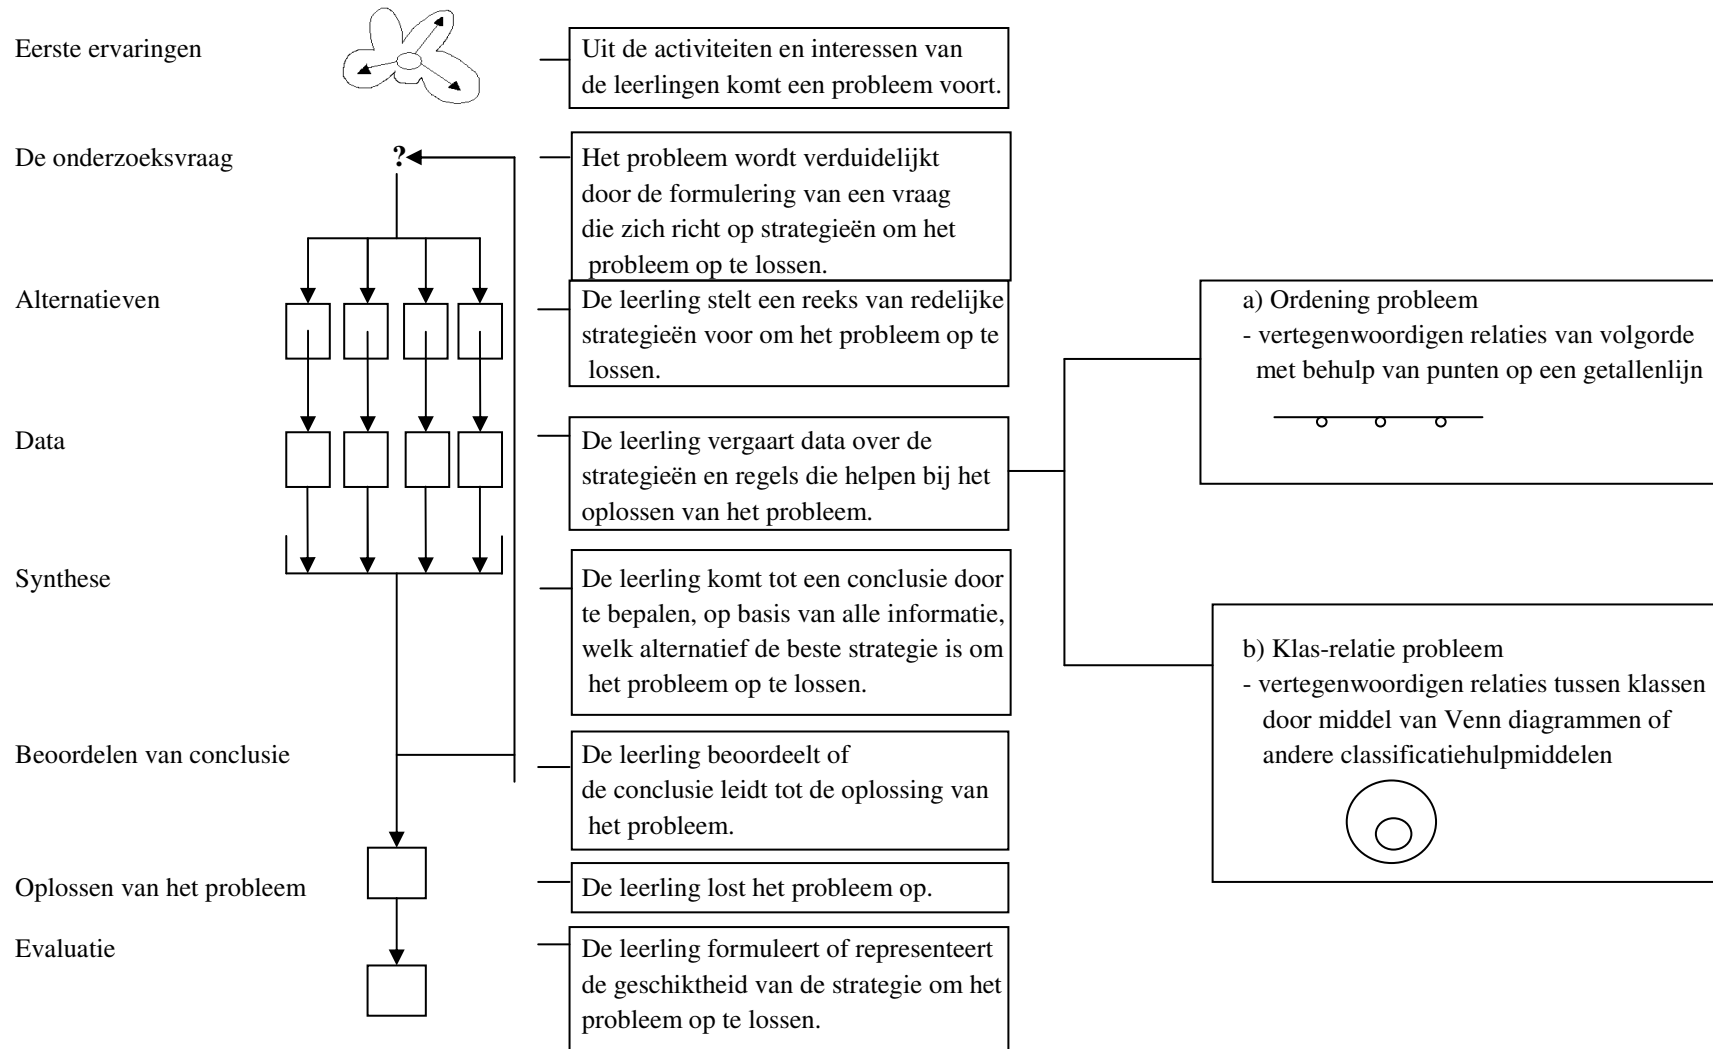 Eerste ervaringen
Uit de activiteiten en interessen van
de leerlingen komt een probleem voort.
De onderzoeksvraag
?
Het probleem wordt verduidelijkt
door de formulering van een vraag
die zich richt op strategieën om het
probleem op te lossen.
Alternatieven
De leerling stelt een reeks van redelijke
strategieën voor om het probleem op te
lossen.
Data
De leerling vergaart data over de
strategieën en regels die helpen bij het
oplossen van het probleem.
a) Ordening probleem
- vertegenwoordigen relaties van volgorde
met behulp van punten op een getallenlijn
Synthese
De leerling komt tot een conclusie door
te bepalen, op basis van alle informatie,
welk alternatief de beste strategie is om
het probleem op te lossen.
b) Klas-relatie probleem
- vertegenwoordigen relaties tussen klassen
door middel van Venn diagrammen of
andere classificatiehulpmiddelen
Beoordelen van conclusie
De leerling beoordeelt of
de conclusie leidt tot de oplossing van
het probleem.
Oplossen van het probleem
De leerling lost het probleem op.
Evaluatie
De leerling formuleert of representeert
de geschiktheid van de strategie om het
probleem op te lossen.